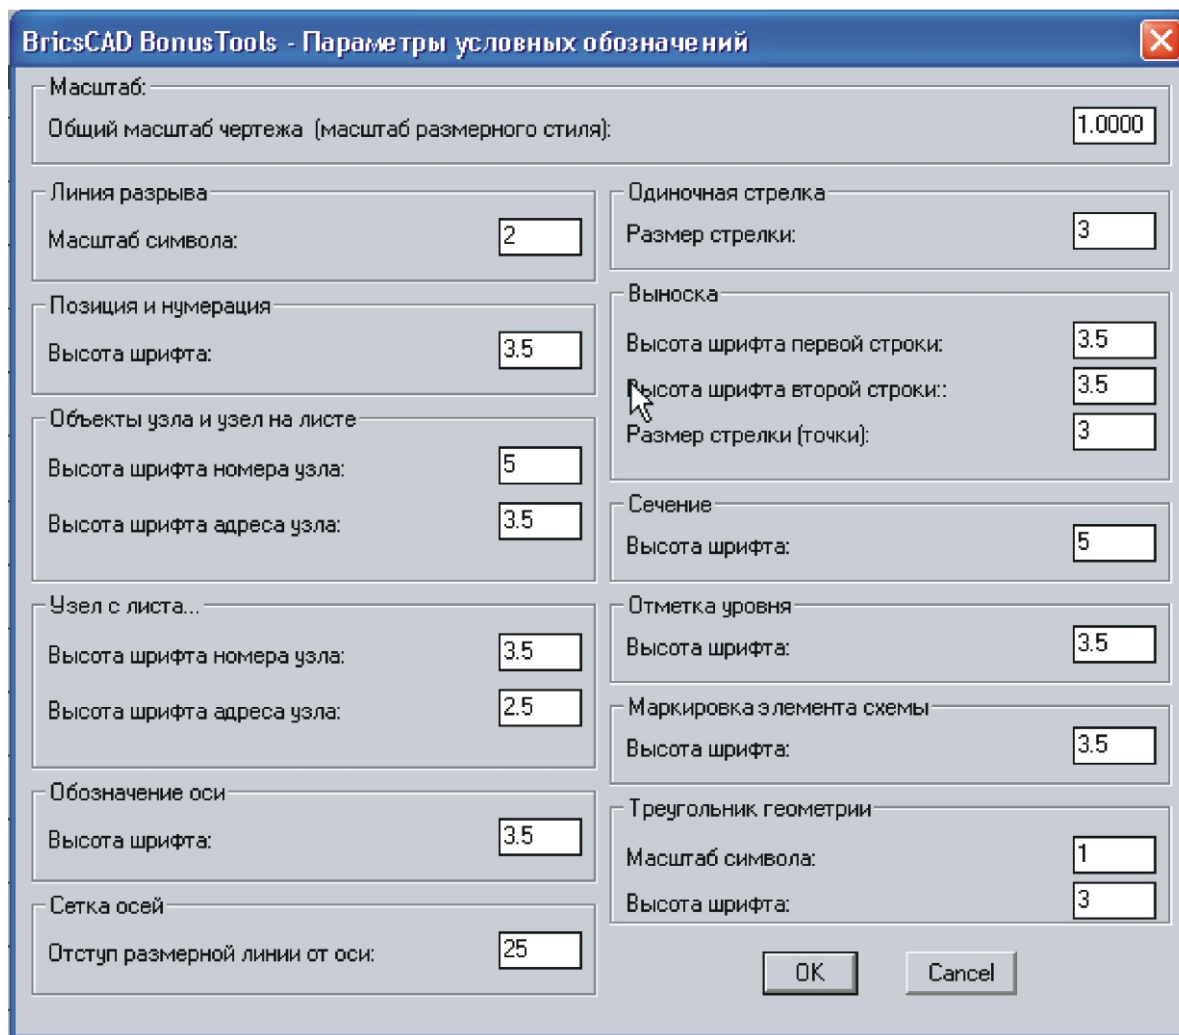 BricsCAD BonusTools - Параметры условных обозначений
Масштаб:
Общий масштаб чертежа (масштаб размерного стиля):
1.0000
Линия разрыва
Масштаб символа:
2
Позиция и нумерация
Высота шрифта:
3.5
Объекты узла и узел на листе
Высота шрифта номера узла:
5
Высота шрифта адреса узла:
3.5
Узел с листа...
Высота шрифта номера узла:
3.5
Высота шрифта адреса узла:
2.5
Обозначение оси
Высота шрифта:
3.5
Сетка осей
Отступ размерной линии от оси:
25
Одиночная стрелка
Размер стрелки:
3
Выноска
Высота шрифта первой строки:
3.5
Высота шрифта второй строки::
3.5
Размер стрелки (точки):
3
Сечение
Высота шрифта:
5
Отметка уровня
Высота шрифта:
3.5
Маркировка элемента схемы
Высота шрифта:
3.5
Треугольник геометрии
Масштаб символа:
1
Высота шрифта:
3
OK
Cancel